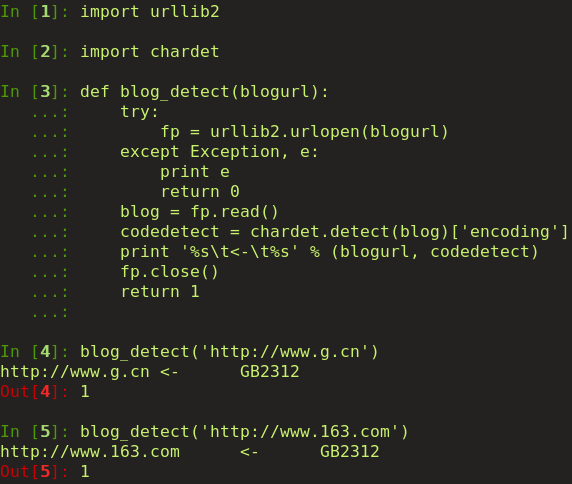 In [1]: import urllib2
In [2]: import chardet
In [3]: def blog_detect(blogurl):
   ...:     try:
   ...:         fp = urllib2.urlopen(blogurl)
   ...:     except Exception, e:
   ...:         print e
   ...:         return 0
   ...:     blog = fp.read()
   ...:     codedetect = chardet.detect(blog)['encoding']
   ...:     print '%s\t<-\t%s' % (blogurl, codedetect)
   ...:     fp.close()
   ...:     return 1
   ...:
In [4]: blog_detect('http://www.g.cn')
http://www.g.cn <-      GB2312
Out[4]: 1
In [5]: blog_detect('http://www.163.com')
http://www.163.com      <-      GB2312
Out[5]: 1